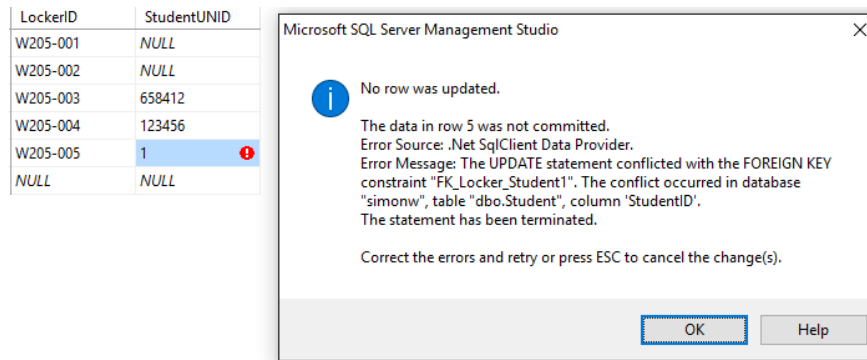 LockerID StudentUNID
W205-001 NULL
W205-002 NULL
W205-003 658412
W205-004 123456
W205-005 1
NULL NULL
Microsoft SQL Server Management Studio
No row was updated.
The data in row 5 was not committed.
Error Source: .Net SqlClient Data Provider.
Error Message: The UPDATE statement conflicted with the FOREIGN KEY
constraint "FK_Locker_Student1". The conflict occurred in database
"simonw", table "dbo.Student", column 'StudentID'.
The statement has been terminated.
Correct the errors and retry or press ESC to cancel the change(s).
OK Help